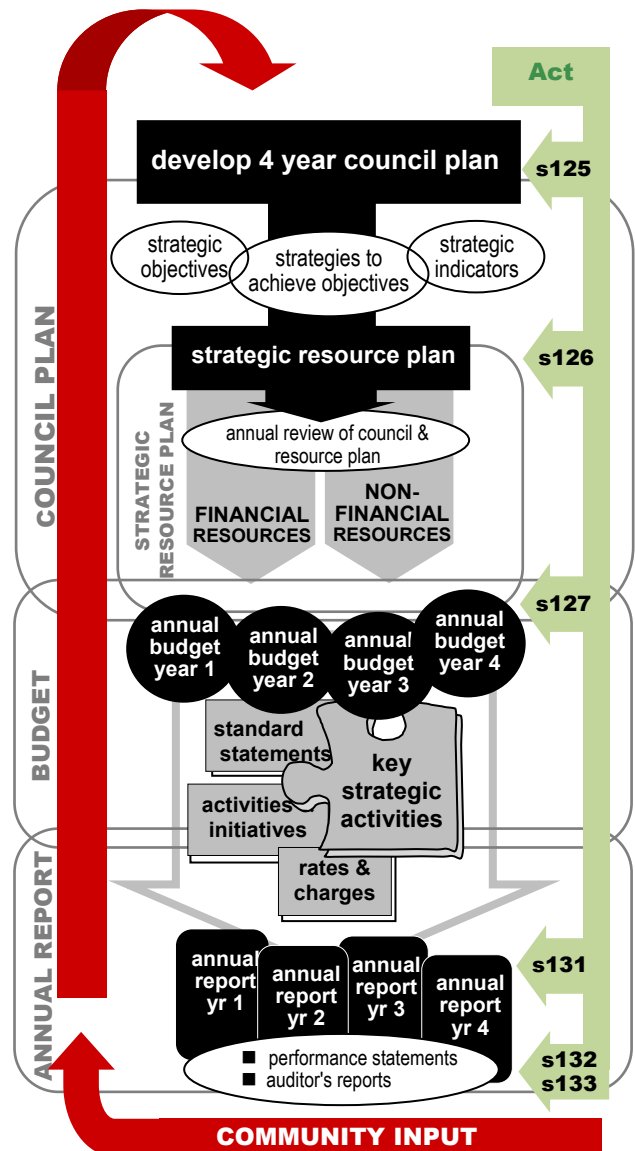 Act
develop 4 year council plan
s125
strategic
objectives
strategies to
achieve objectives
strategic
indicators
COUNCIL PLAN
strategic resource plan
s126
STRATEGIC
RESOURCE PLAN
annual review of council &
resource plan
FINANCIAL
RESOURCES
NON-
FINANCIAL
RESOURCES
s127
BUDGET
annual
budget
year 1
annual
budget
year 2
annual
budget
year 3
annual
budget
year 4
standard
statements
key
strategic
activities
activities
initiatives
rates &
charges
ANNUAL REPORT
annual
report
yr 1
annual
report
yr 2
annual
report
yr 3
annual
report
yr 4
s131
■ performance statements
■ auditor's reports
s132
s133
COMMUNITY INPUT